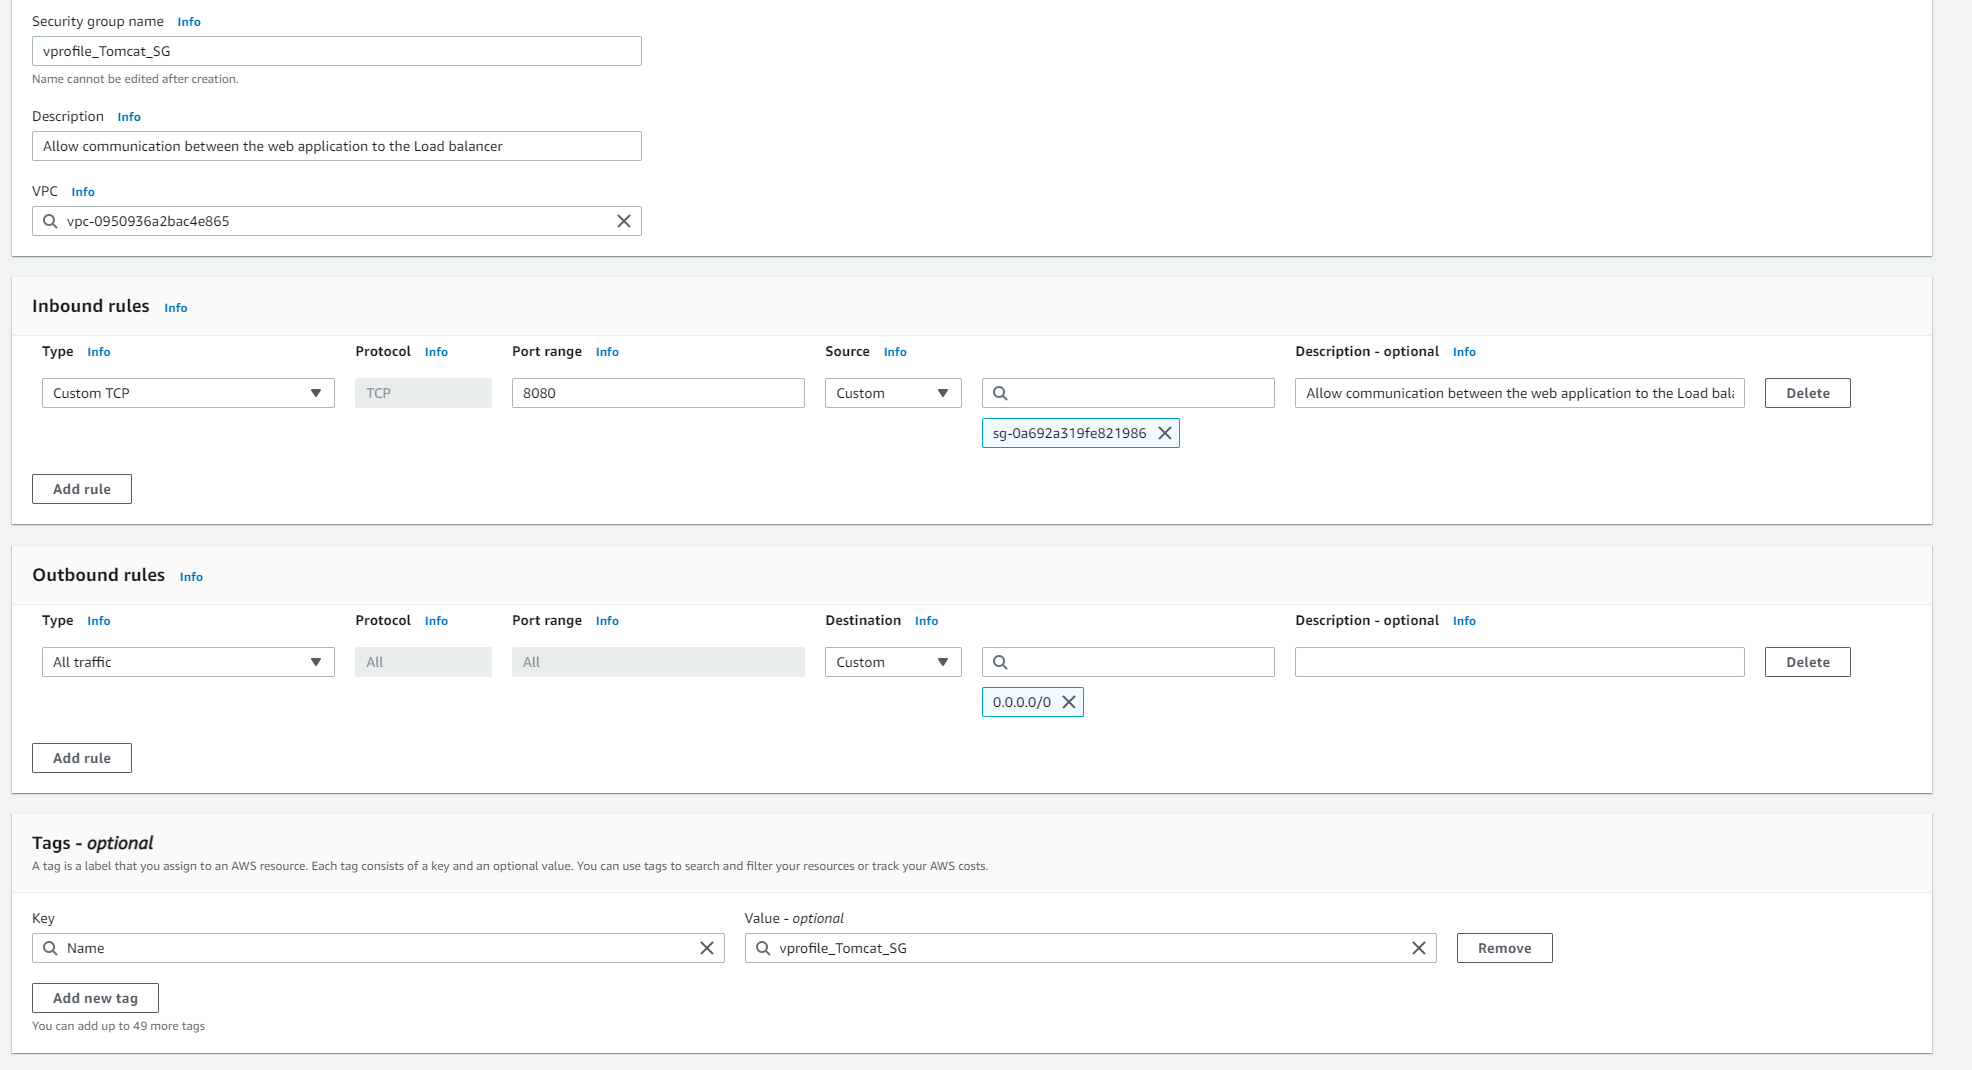 Security group name Info
vprofile_Tomcat_SG
Name cannot be edited after creation.
Description Info
Allow communication between the web application to the Load balancer
VPC Info
vpc-0950936a2bac4e865
Inbound rules Info
Type Info Protocol Info Port range Info Source Info Description - optional Info
Custom TCP TCP 8080 Custom Allow communication between the web application to the Load bala Delete
sg-0a692a319fe821986
Add rule
Outbound rules Info
Type Info Protocol Info Port range Info Destination Info Description - optional Info
All traffic All All Custom Delete
0.0.0.0/0
Add rule
Tags - optional
A tag is a label that you assign to an AWS resource. Each tag consists of a key and an optional value. You can use tags to search and filter your resources or track your AWS costs.
Key Value - optional
Name vprofile_Tomcat_SG Remove
Add new tag
You can add up to 49 more tags